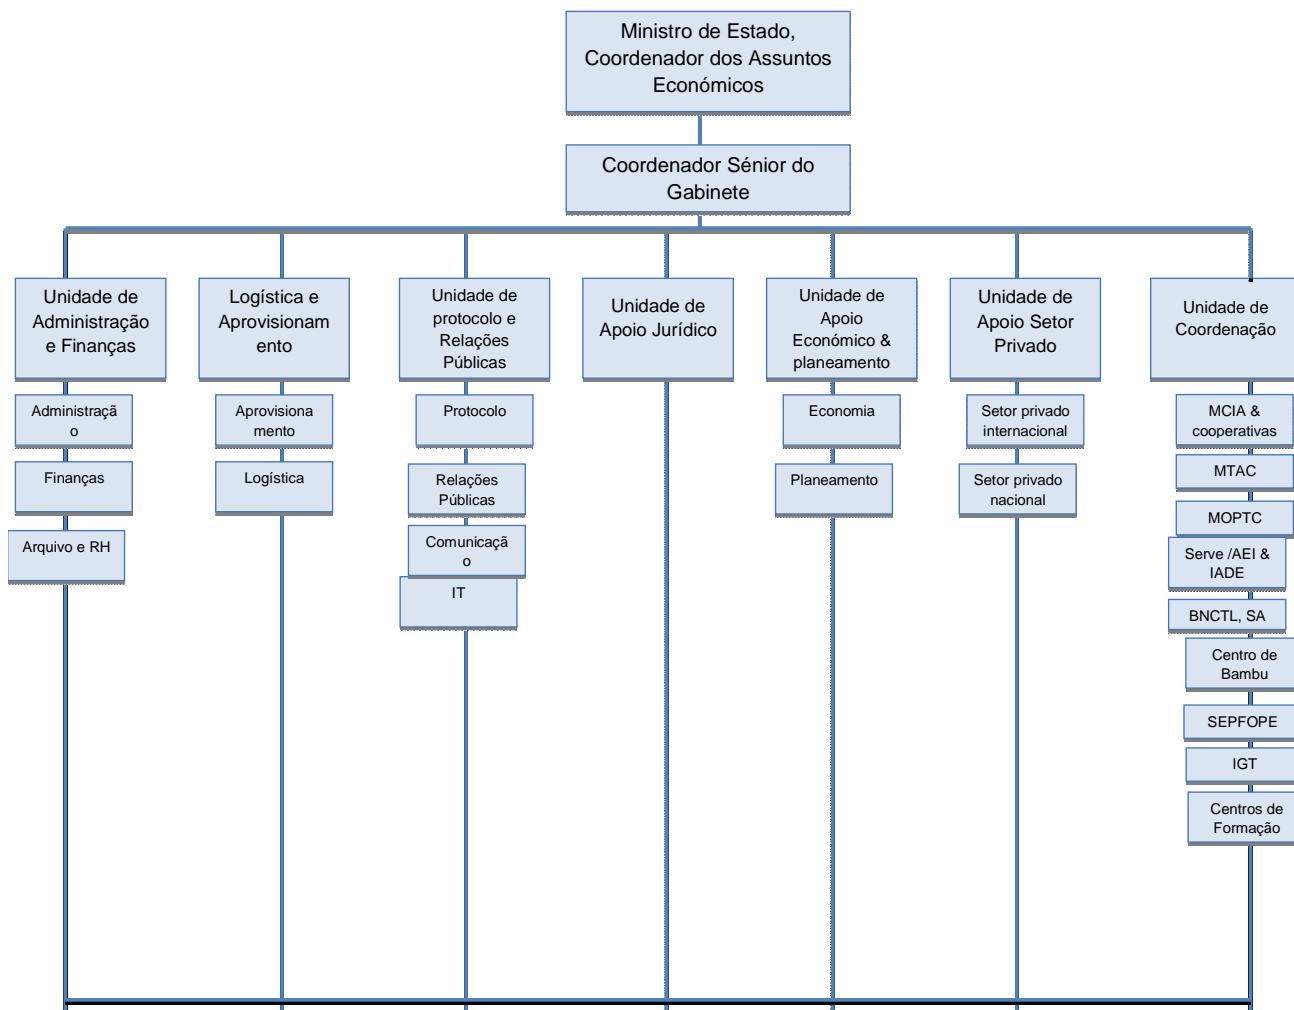 Ministro de Estado,
Coordenador dos Assuntos
Económicos
Coordenador Sénior do
Gabinete
Unidade de
Administração
e Finanças
Logística e
Aprovisionam
ento
Unidade de
protocolo e
Relações
Públicas
Unidade de
Apoio Jurídico
Unidade de
Apoio
Económico &
planeamento
Unidade de
Apoio Setor
Privado
Unidade de
Coordenação
Administraçã
o
Finanças
Arquivo e RH
Aprovisiona
mento
Logística
Protocolo
Relações
Públicas
Comunicaçã
o
IT
Economia
Planeamento
Setor privado
internacional
Setor privado
nacional
MCIA &
cooperativas
MTAC
MOPTC
Serve /AEI &
IADE
BNCTL, SA
Centro de
Bambu
SEPFOPE
IGT
Centros de
Formação